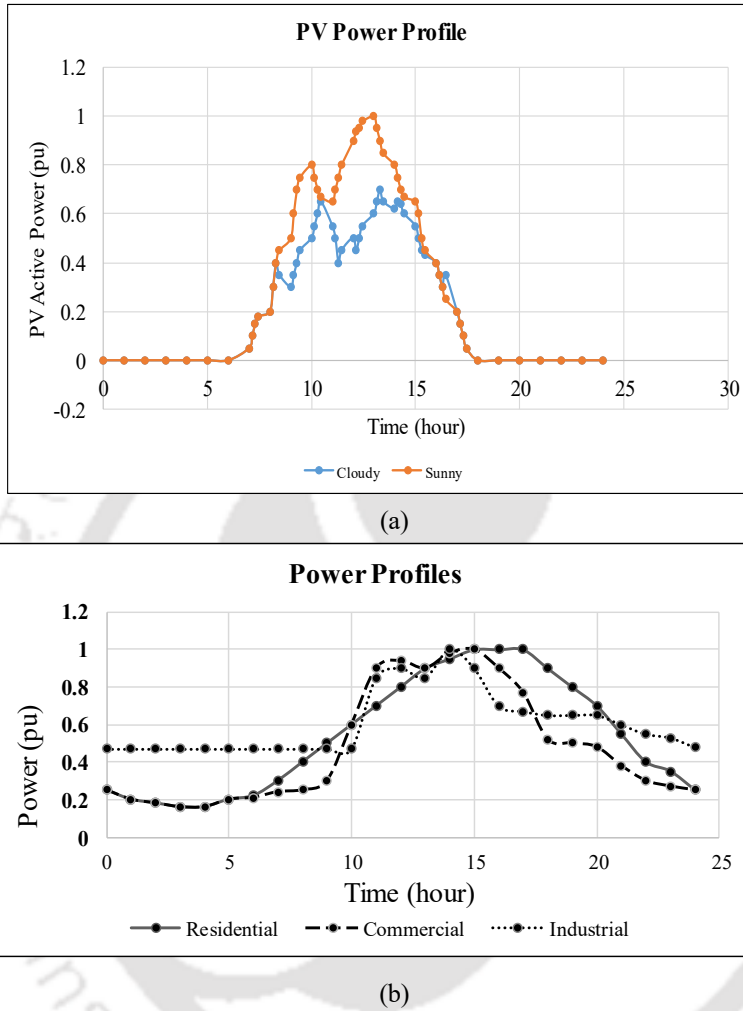 PV Power Profile
1.2
1
0.8
0.6
0.4
0.2
0
-0.2
PV Active Power (pu)
0 5 10 15 20 25 30
Time (hour)
Cloudy Sunny
(a)
Power Profiles
1.2
1
0.8
0.6
0.4
0.2
0
Power (pu)
0 5 10 15 20 25
Time (hour)
Residential Commercial Industrial
(b)